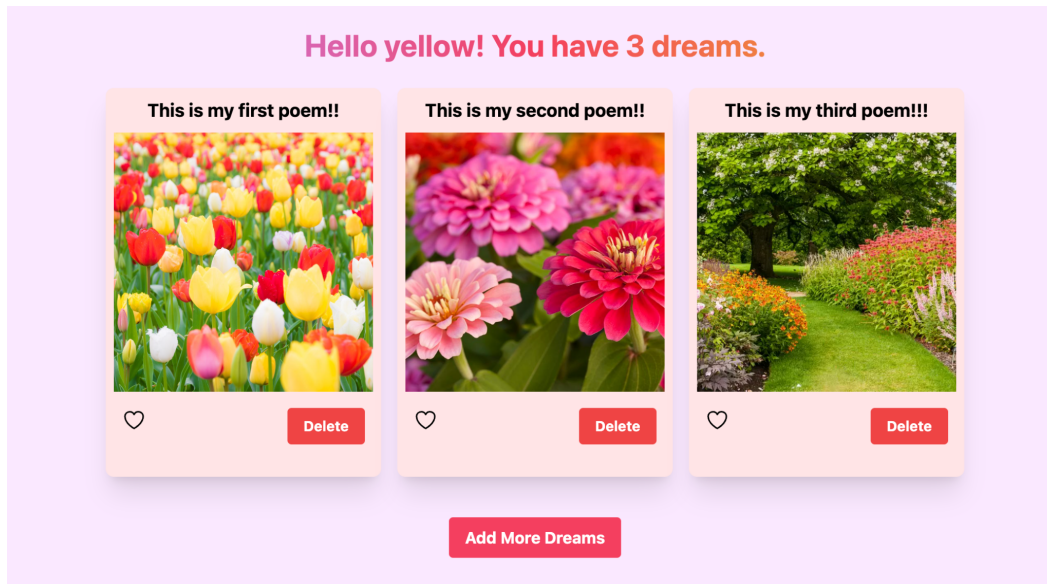 Hello yellow! You have 3 dreams.
This is my first poem!!
This is my second poem!!
This is my third poem!!!
Delete
Delete
Delete
Add More Dreams